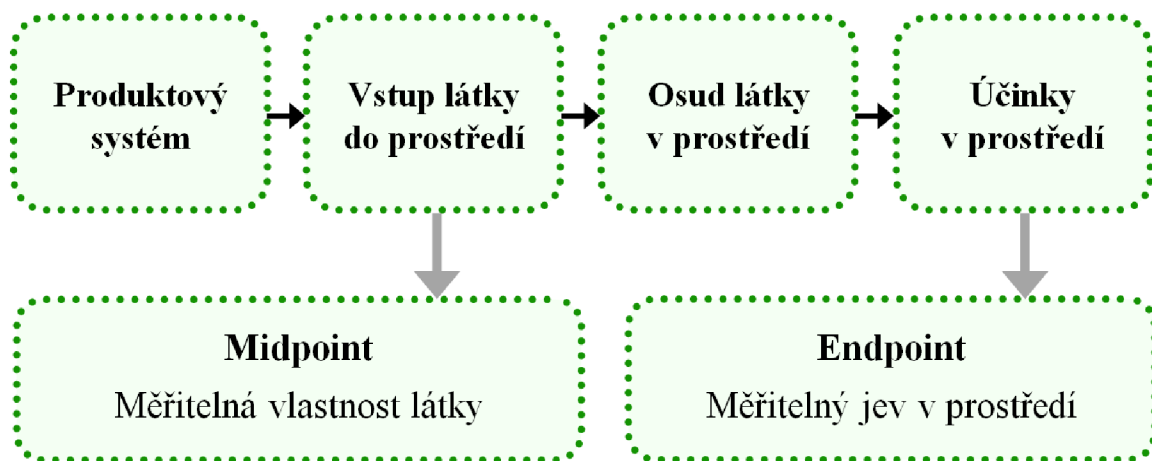 Produktový
systém
Vstup látky
do prostředí
Osud látky
v prostředí
Účinky
v prostředí
Midpoint
Měřitelná vlastnost látky
Endpoint
Měřitelný jev v prostředí